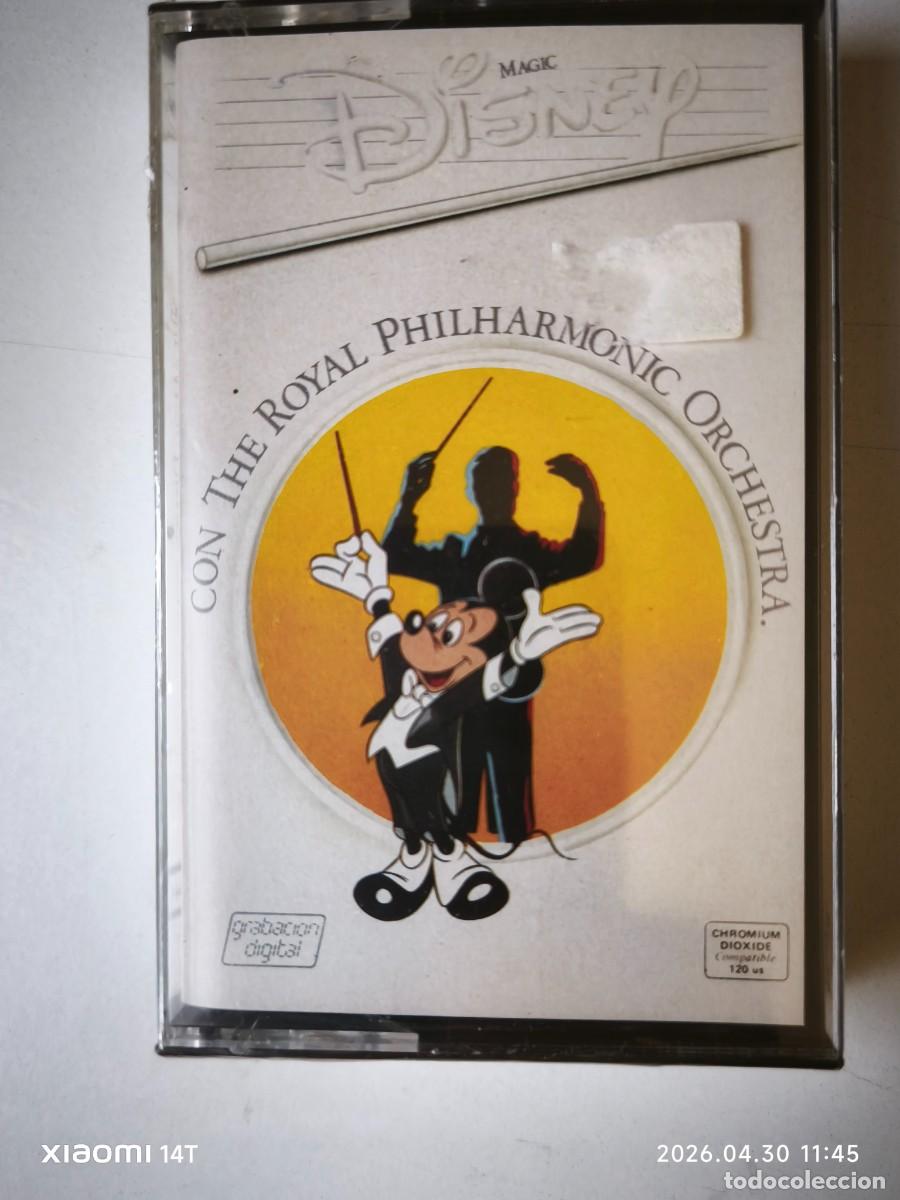 MAGIC
DISNEY
CON THE ROYAL PHILHARMONIC ORCHESTRA.
grabacion
digital
CHROMIUM
DIOXIDE
Compatible
120 us
XIAOMI 14T
2026.04.30 11:45
todocoleccion